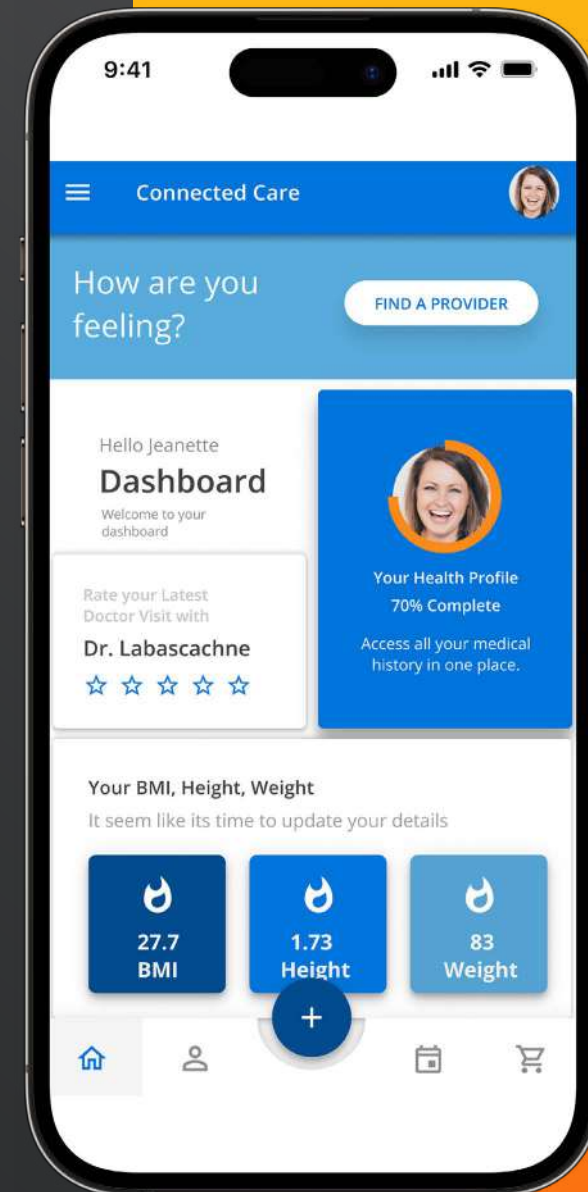 9:41
Connected Care
How are you
feeling?
FIND A PROVIDER
Hello Jeanette
Dashboard
Welcome to your
dashboard
Rate your Latest
Doctor Visit with
Dr. Labascachne
Your Health Profile
70% Complete
Access all your medical
history in one place.
Your BMI, Height, Weight
It seem like its time to update your details
27.7
BMI
1.73
Height
83
Weight
+